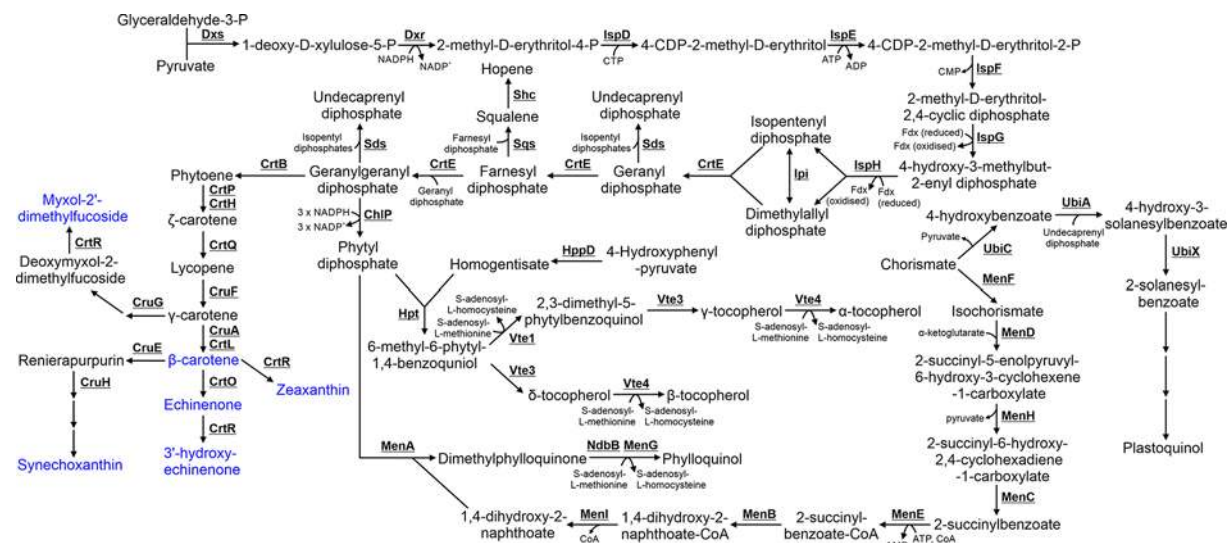 Glyceraldehyde-3-P
Dxs
Pyruvate
1-deoxy-D-xylulose-5-P
Dxr
NADPH
NADP+
2-methyl-D-erythritol-4-P
IspD
CTP
4-CDP-2-methyl-D-erythritol
IspE
ATP
ADP
4-CDP-2-methyl-D-erythritol-2-P
CMP
IspF
2-methyl-D-erythritol-
2,4-cyclic diphosphate
Fdx (reduced)
Fdx (oxidised)
IspG
4-hydroxy-3-methylbut-
2-enyl diphosphate
IspH
Fdx
(oxidised)
Fdx
(reduced)
Isopentenyl
diphosphate
Ipi
Dimethylallyl
diphosphate
CrtE
Geranyl
diphosphate
Isopentyl
diphosphates
Sds
Undecaprenyl
diphosphate
CrtE
Farnesyl
diphosphate
Farnesyl
diphosphate
Sqs
Squalene
Shc
Hopene
CrtE
Geranyl
diphosphate
Geranylgeranyl
diphosphate
Isopentyl
diphosphates
Sds
Undecaprenyl
diphosphate
CrtB
Phytoene
CrtP
CrtH
ζ-carotene
CrtQ
Lycopene
CruF
γ-carotene
CruG
Deoxymyxol-2-
dimethylfucoside
CrtR
Myxol-2'-
dimethylfucoside
CruA
CrtL
β-carotene
CruE
Renierapurpurin
CruH
Synechoxanthin
CrtR
Zeaxanthin
CrtO
Echinenone
CrtR
3'-hydroxy-
echinenone
3 x NADPH
3 x NADP+
ChlP
Phytyl
diphosphate
Homogentisate
HppD
4-Hydroxyphenyl
-pyruvate
Hpt
6-methyl-6-phytyl-
1,4-benzoquniol
S-adenosyl-
L-homocysteine
S-adenosyl-
L-methionine
Vte1
2,3-dimethyl-5-
phytylbenzoquinol
Vte3
γ-tocopherol
Vte4
S-adenosyl-
L-methionine
S-adenosyl-
L-homocysteine
α-tocopherol
Vte3
δ-tocopherol
Vte4
S-adenosyl-
L-methionine
S-adenosyl-
L-homocysteine
β-tocopherol
MenA
Dimethylphylloquinone
NdbB MenG
S-adenosyl-
L-methionine
S-adenosyl-
L-homocysteine
Phylloquinol
Chorismate
Pyruvate
UbiC
4-hydroxybenzoate
UbiA
Undecaprenyl
diphosphate
4-hydroxy-3-
solanesylbenzoate
UbiX
2-solanesyl-
benzoate
Plastoquinol
MenF
Isochorismate
α-ketoglutarate
MenD
2-succinyl-5-enolpyruvyl-
6-hydroxy-3-cyclohexene
-1-carboxylate
pyruvate
MenH
2-succinyl-6-hydroxy-
2,4-cyclohexadiene
-1-carboxylate
MenC
2-succinylbenzoate
MenE
ATP, CoA
2-succinyl-
benzoate-CoA
MenB
1,4-dihydroxy-2-
naphthoate-CoA
MenI
CoA
1,4-dihydroxy-2-
naphthoate